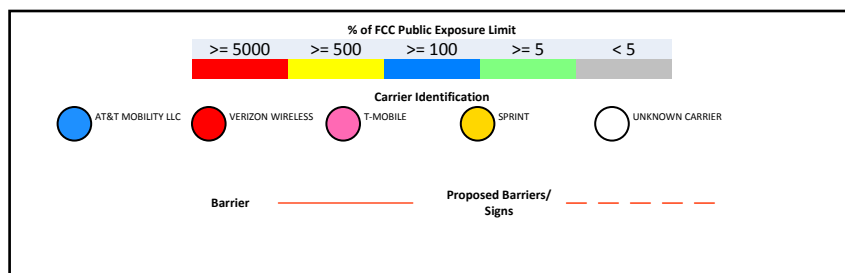 % of FCC Public Exposure Limit
>= 5000 >= 500 >= 100 >= 5 < 5
Carrier Identification
AT&T MOBILITY LLC VERIZON WIRELESS T-MOBILE SPRINT UNKNOWN CARRIER
Barrier
Proposed Barriers/
Signs